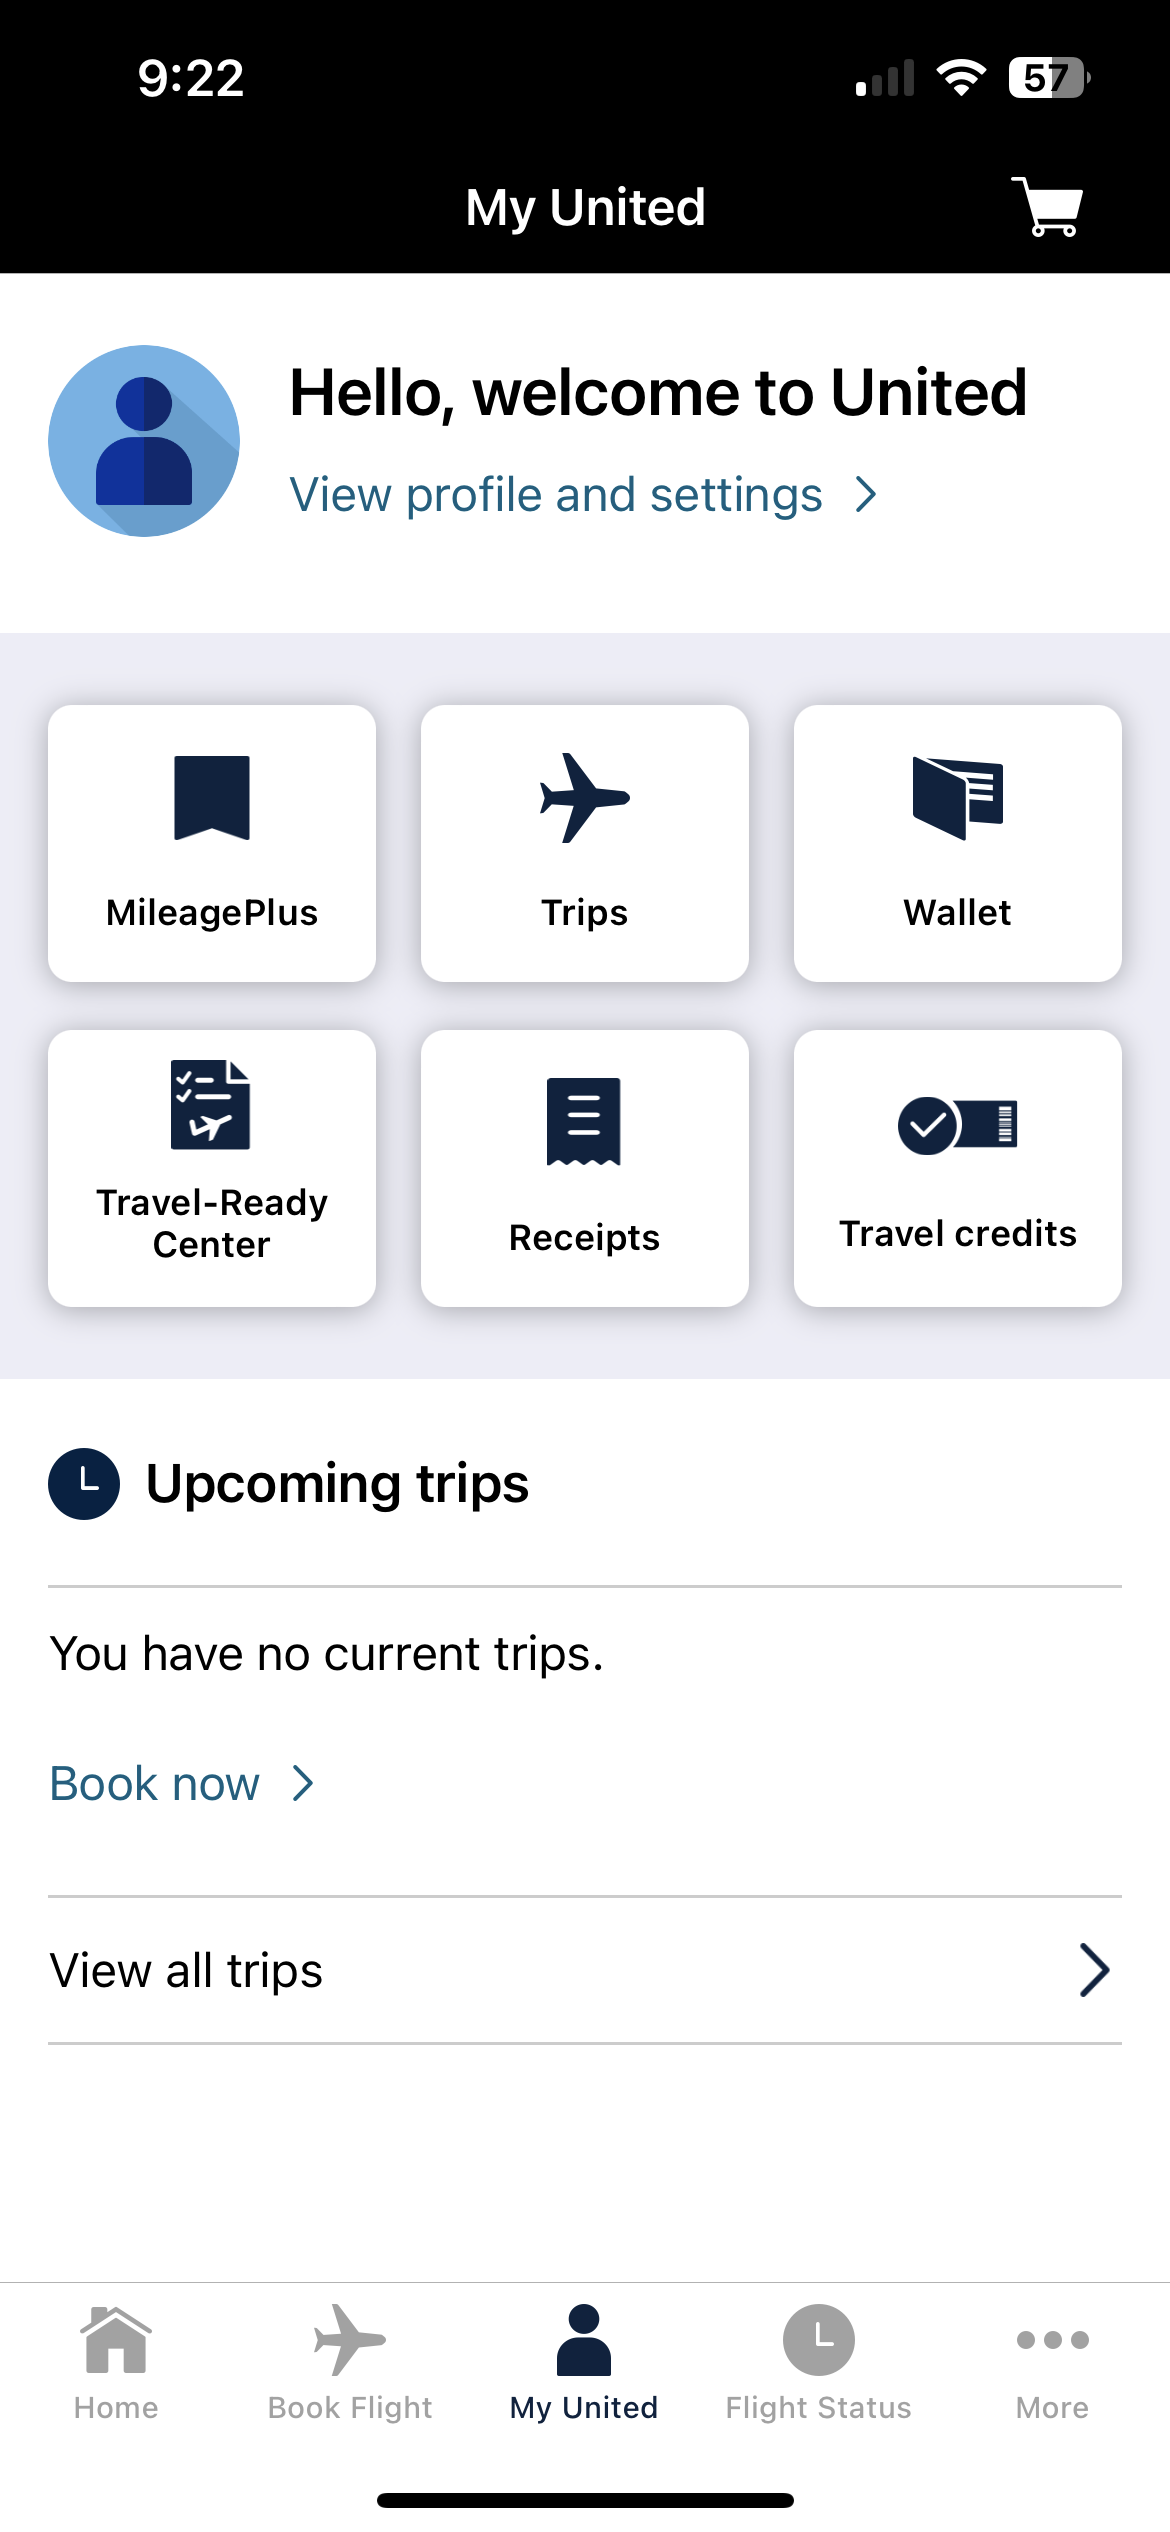 9:22
57
My United
Hello, welcome to United
View profile and settings
MileagePlus
Trips
Wallet
Travel-Ready
Center
Receipts
Travel credits
Upcoming trips
You have no current trips.
Book now
View all trips
Home
Book Flight
My United
Flight Status
More